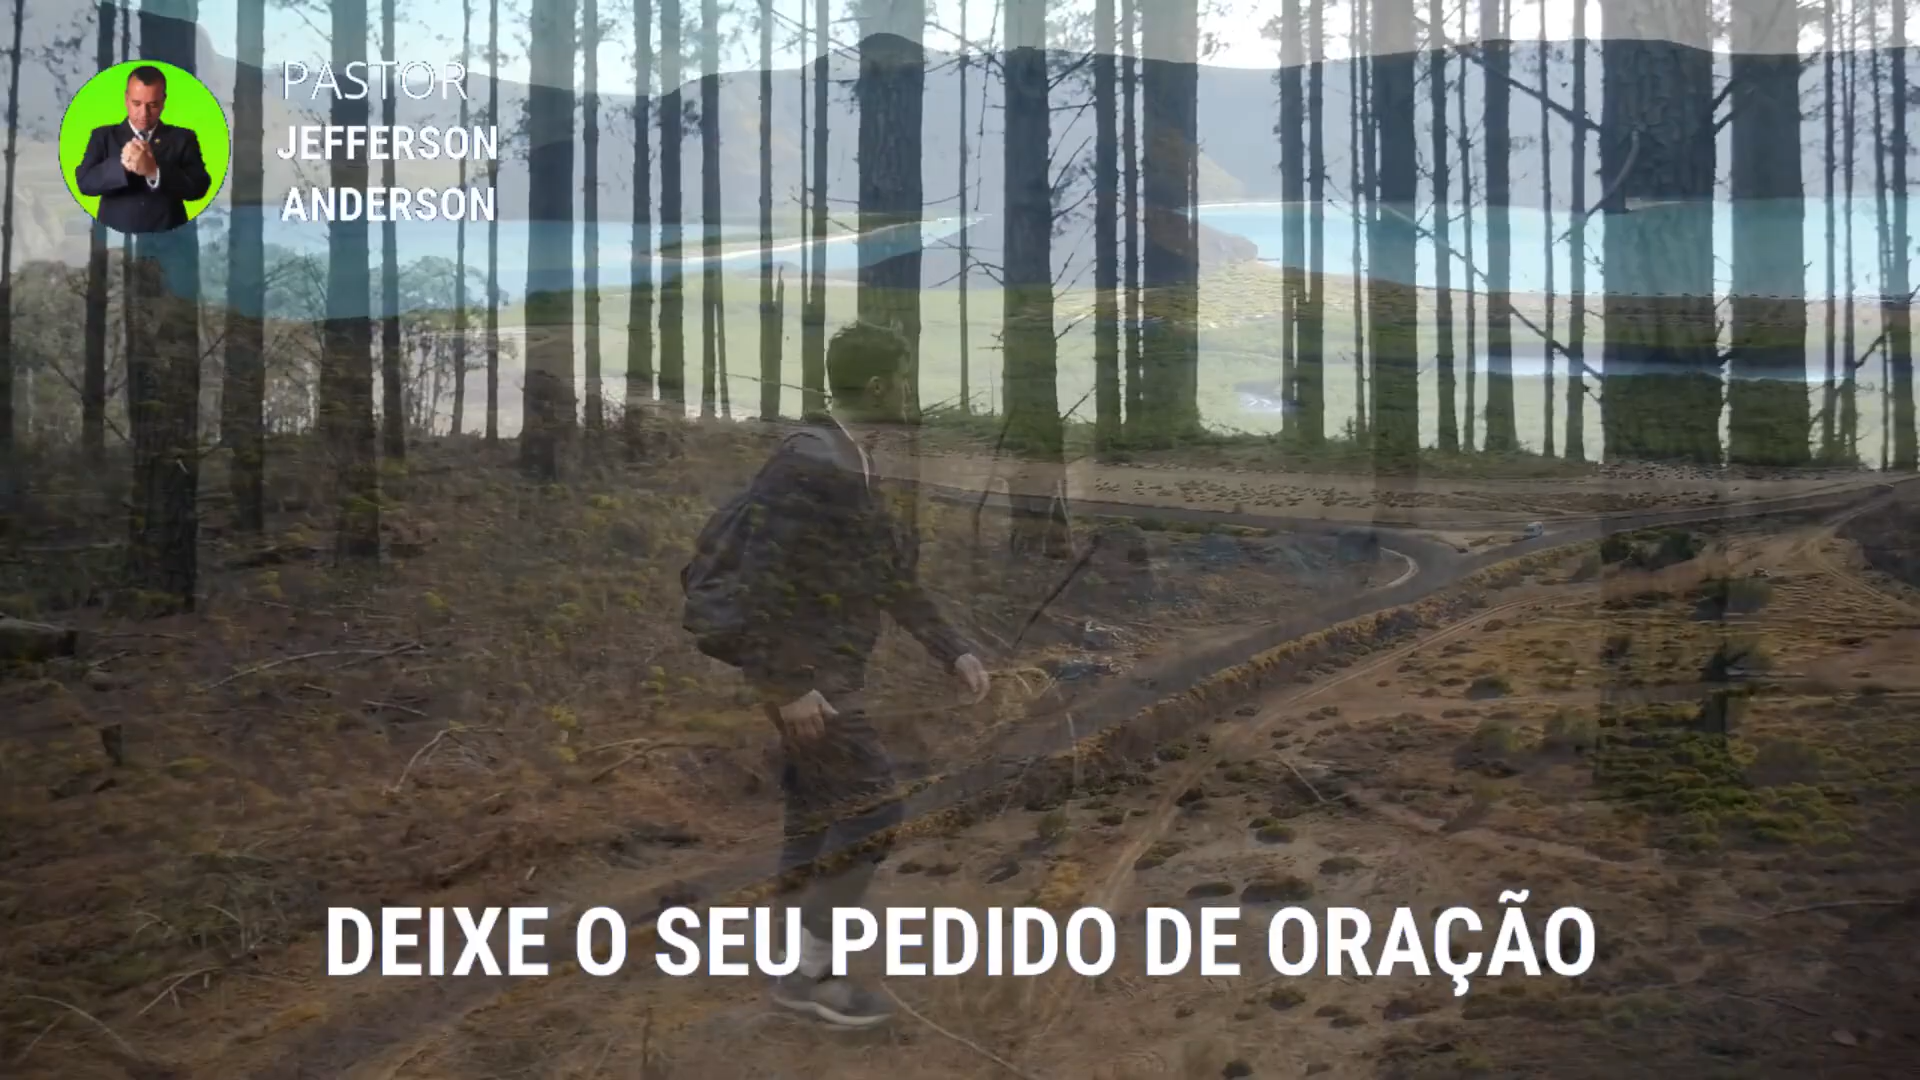 PASTOR
JEFFERSON
ANDERSON
DEIXE O SEU PEDIDO DE ORAÇÃO